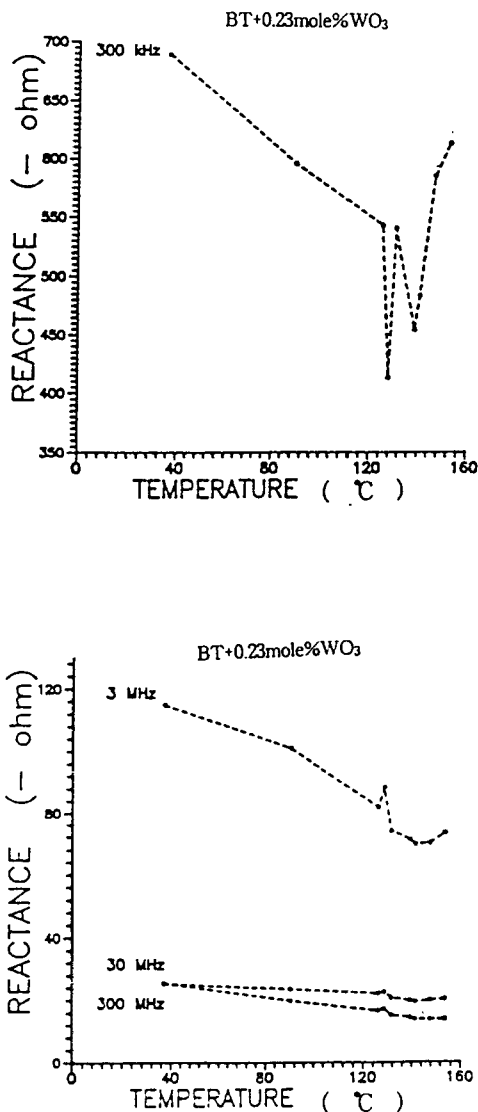 BT+0.23mole%WO₃
700
300 kHz
650
600
550
500
450
400
350
0
40
80
120
160
REACTANCE (— ohm)
TEMPERATURE ( °C )
BT+0.23mole%WO₃
120
3 MHz
80
40
30 MHz
300 MHz
0
0
40
80
120
160
REACTANCE (— ohm)
TEMPERATURE ( °C )